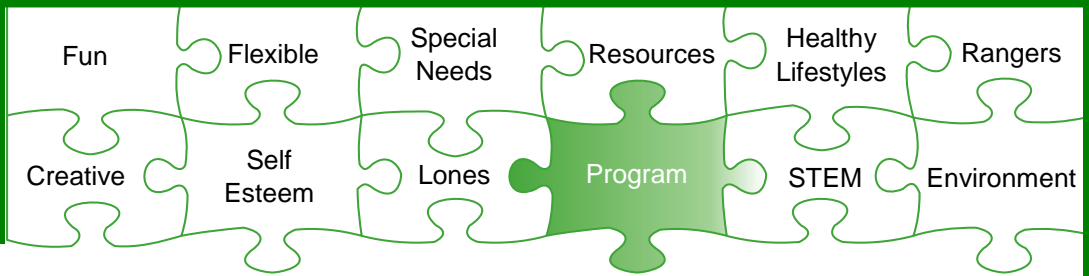 Fun
Flexible
Special
Needs
Resources
Healthy
Lifestyles
Rangers
Creative
Self
Esteem
Lones
Program
STEM
Environment